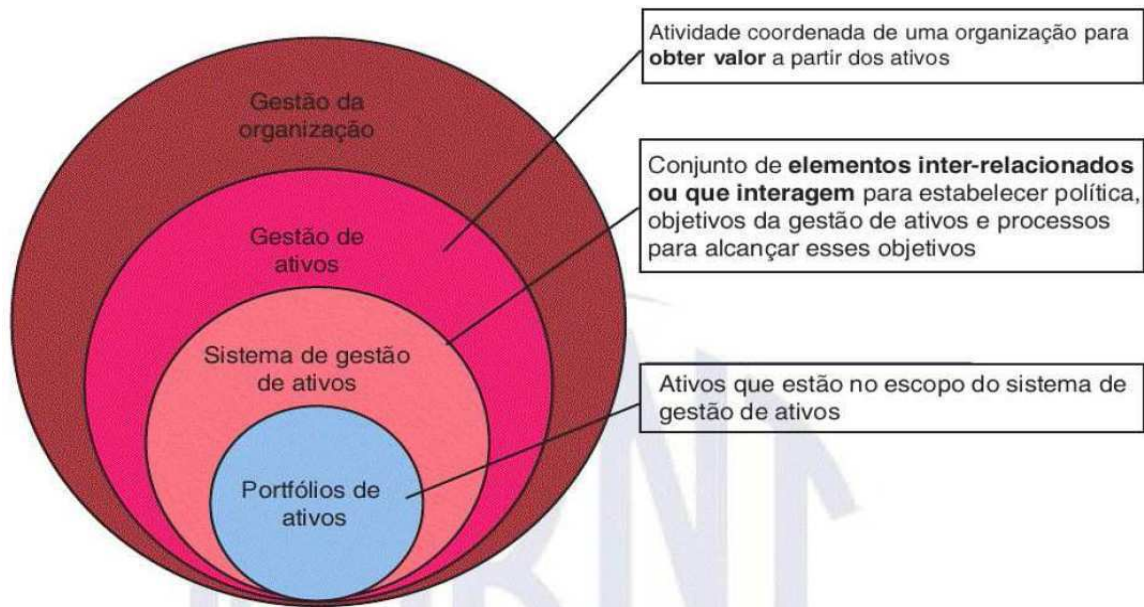 Atividade coordenada de uma organização para
obter valor a partir dos ativos
Gestão da
organização
Conjunto de elementos inter-relacionados
ou que interagem para estabelecer política,
objetivos da gestão de ativos e processos
para alcançar esses objetivos
Gestão de
ativos
Sistema de gestão
de ativos
Ativos que estão no escopo do sistema de
gestão de ativos
Portfólios de
ativos